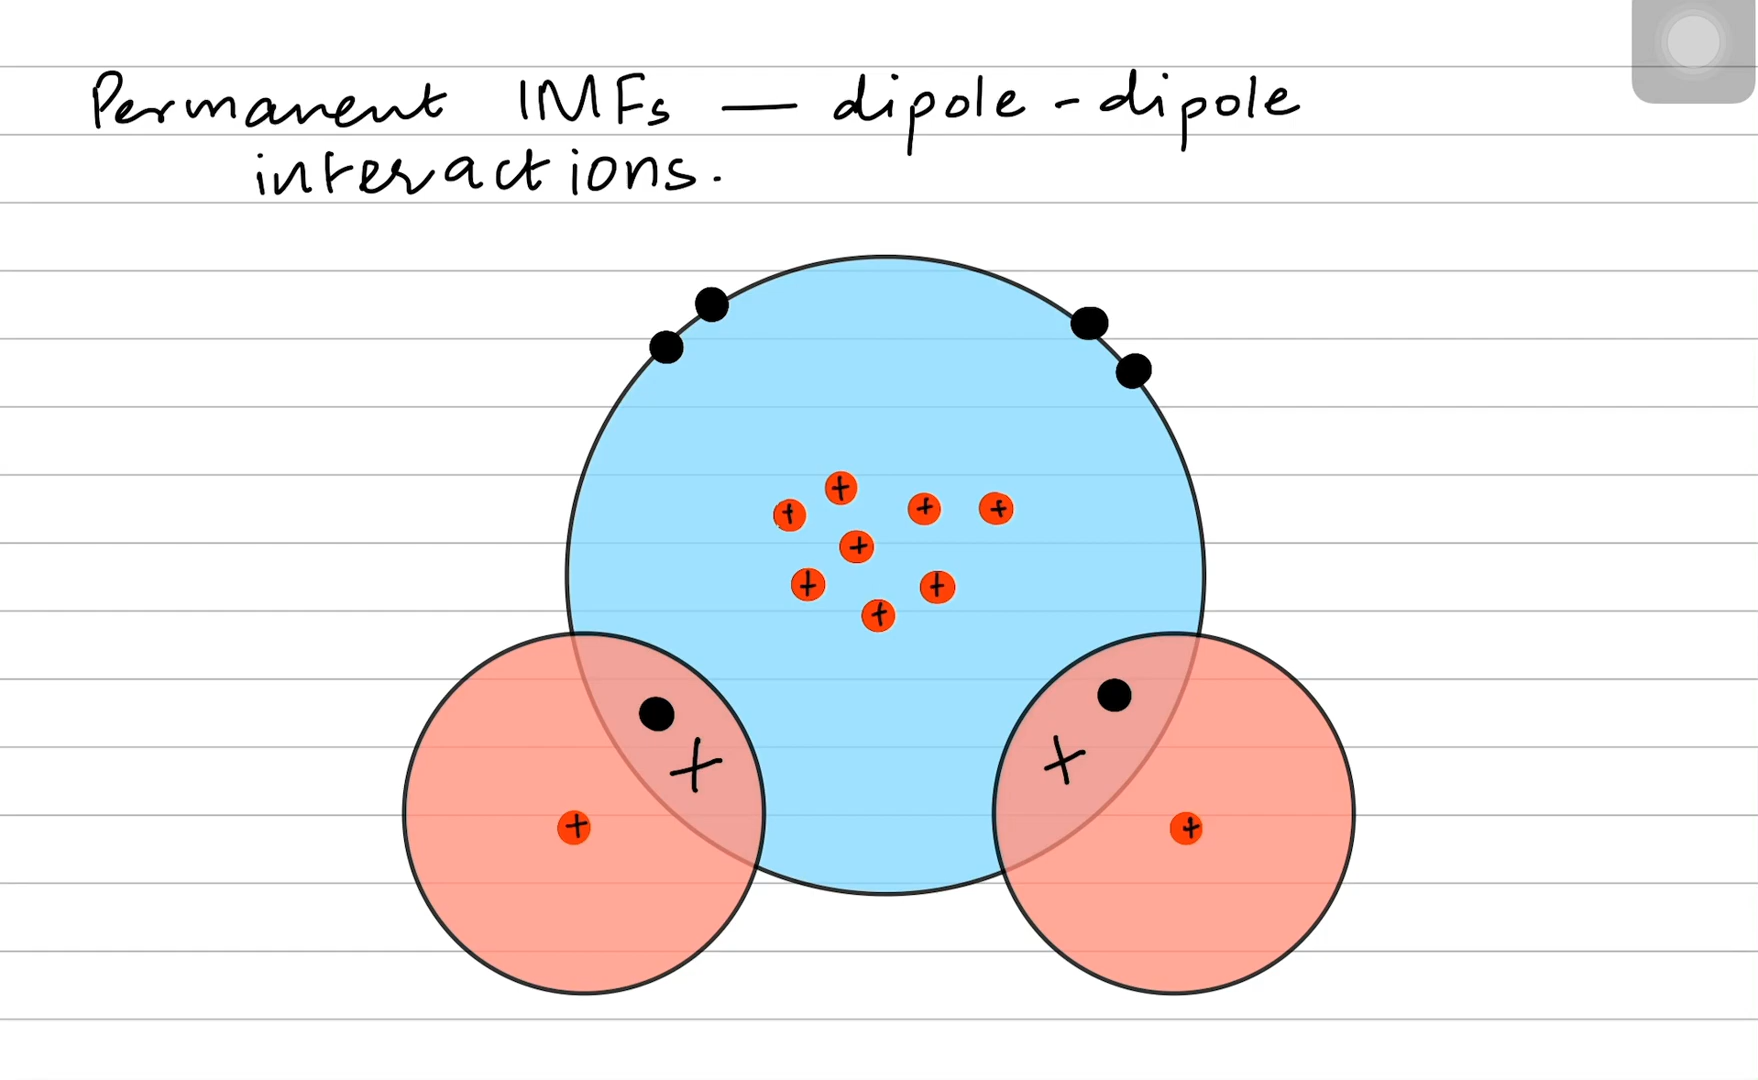 Permanent IMFs — dipole-dipole
interactions.
+ + + +
+
+ + +
x x
+ +